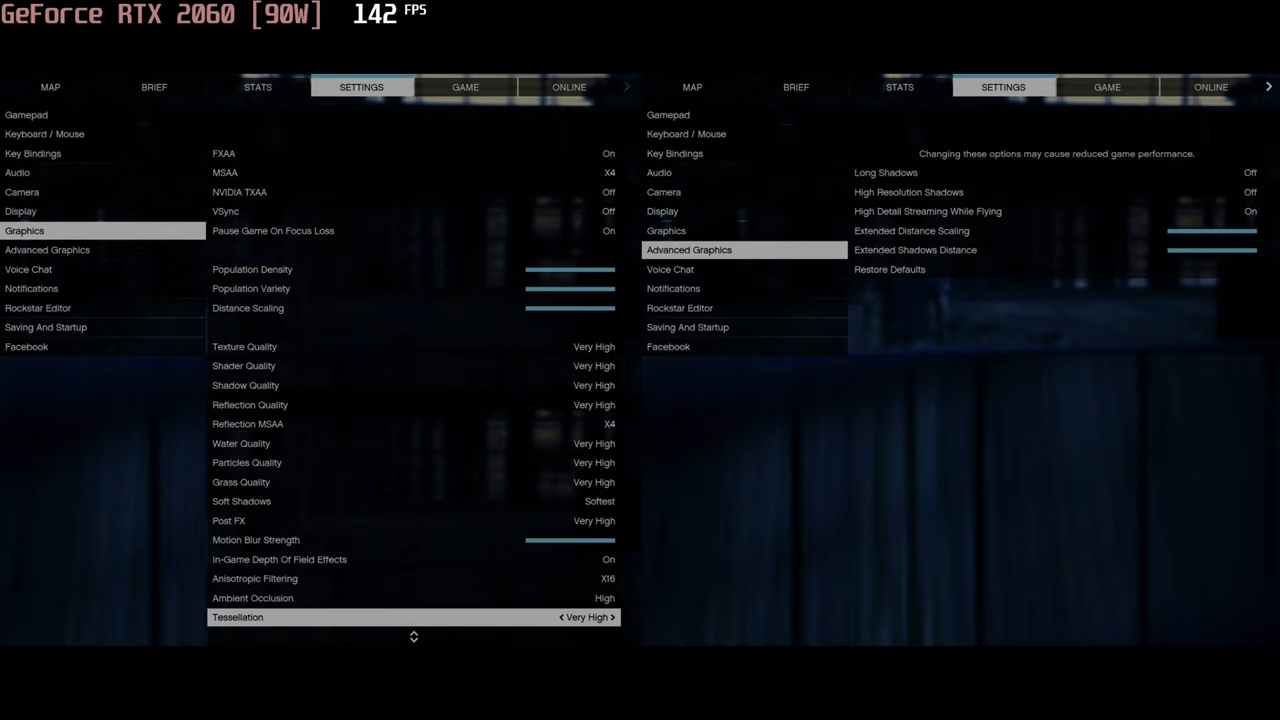 GeForce RTX 2060 [90W] 142 FPS
MAP BRIEF STATS SETTINGS GAME ONLINE
Gamepad
Keyboard / Mouse
Key Bindings
Audio
Camera
Display
Graphics
Advanced Graphics
Voice Chat
Notifications
Rockstar Editor
Saving And Startup
Facebook
FXAA On
MSAA X4
NVIDIA TXAA Off
VSync Off
Pause Game On Focus Loss On
Population Density
Population Variety
Distance Scaling
Texture Quality Very High
Shader Quality Very High
Shadow Quality Very High
Reflection Quality Very High
Reflection MSAA X4
Water Quality Very High
Particles Quality Very High
Grass Quality Very High
Soft Shadows Softest
Post FX Very High
Motion Blur Strength
In-Game Depth Of Field Effects On
Anisotropic Filtering X16
Ambient Occlusion High
Tessellation Very High
MAP BRIEF STATS SETTINGS GAME ONLINE
Gamepad
Keyboard / Mouse
Key Bindings
Audio
Camera
Display
Graphics
Advanced Graphics
Voice Chat
Notifications
Rockstar Editor
Saving And Startup
Facebook
Changing these options may cause reduced game performance.
Long Shadows Off
High Resolution Shadows Off
High Detail Streaming While Flying On
Extended Distance Scaling
Extended Shadows Distance
Restore Defaults